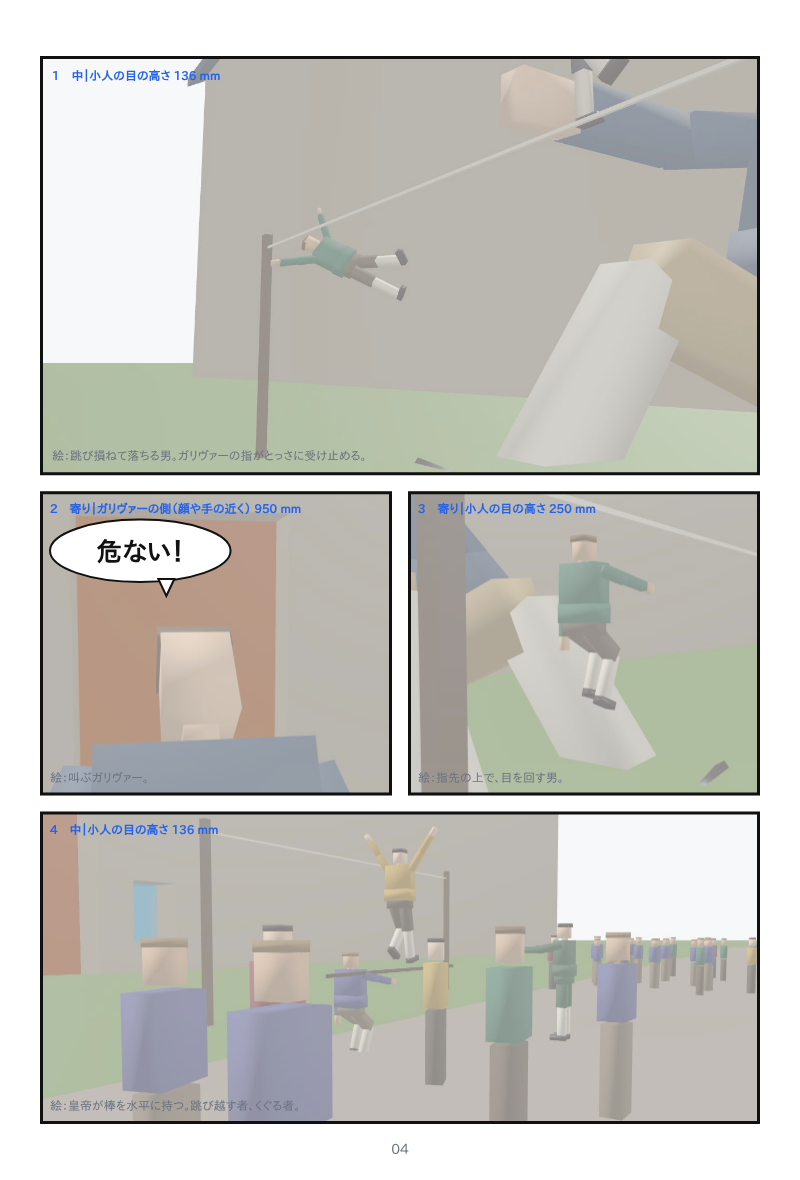 1 中|小人の目の高さ 136 mm
絵:跳び損ねて落ちる男。ガリヴァーの指がとっさに受け止める。
2 寄り|ガリヴァーの側(顔や手の近く) 950 mm
危ない!
絵:叫ぶガリヴァー。
3 寄り|小人の目の高さ 250 mm
絵:指先の上で、目を回す男。
4 中|小人の目の高さ 136 mm
絵:皇帝が棒を水平に持つ。跳び越す者、くぐる者。
04